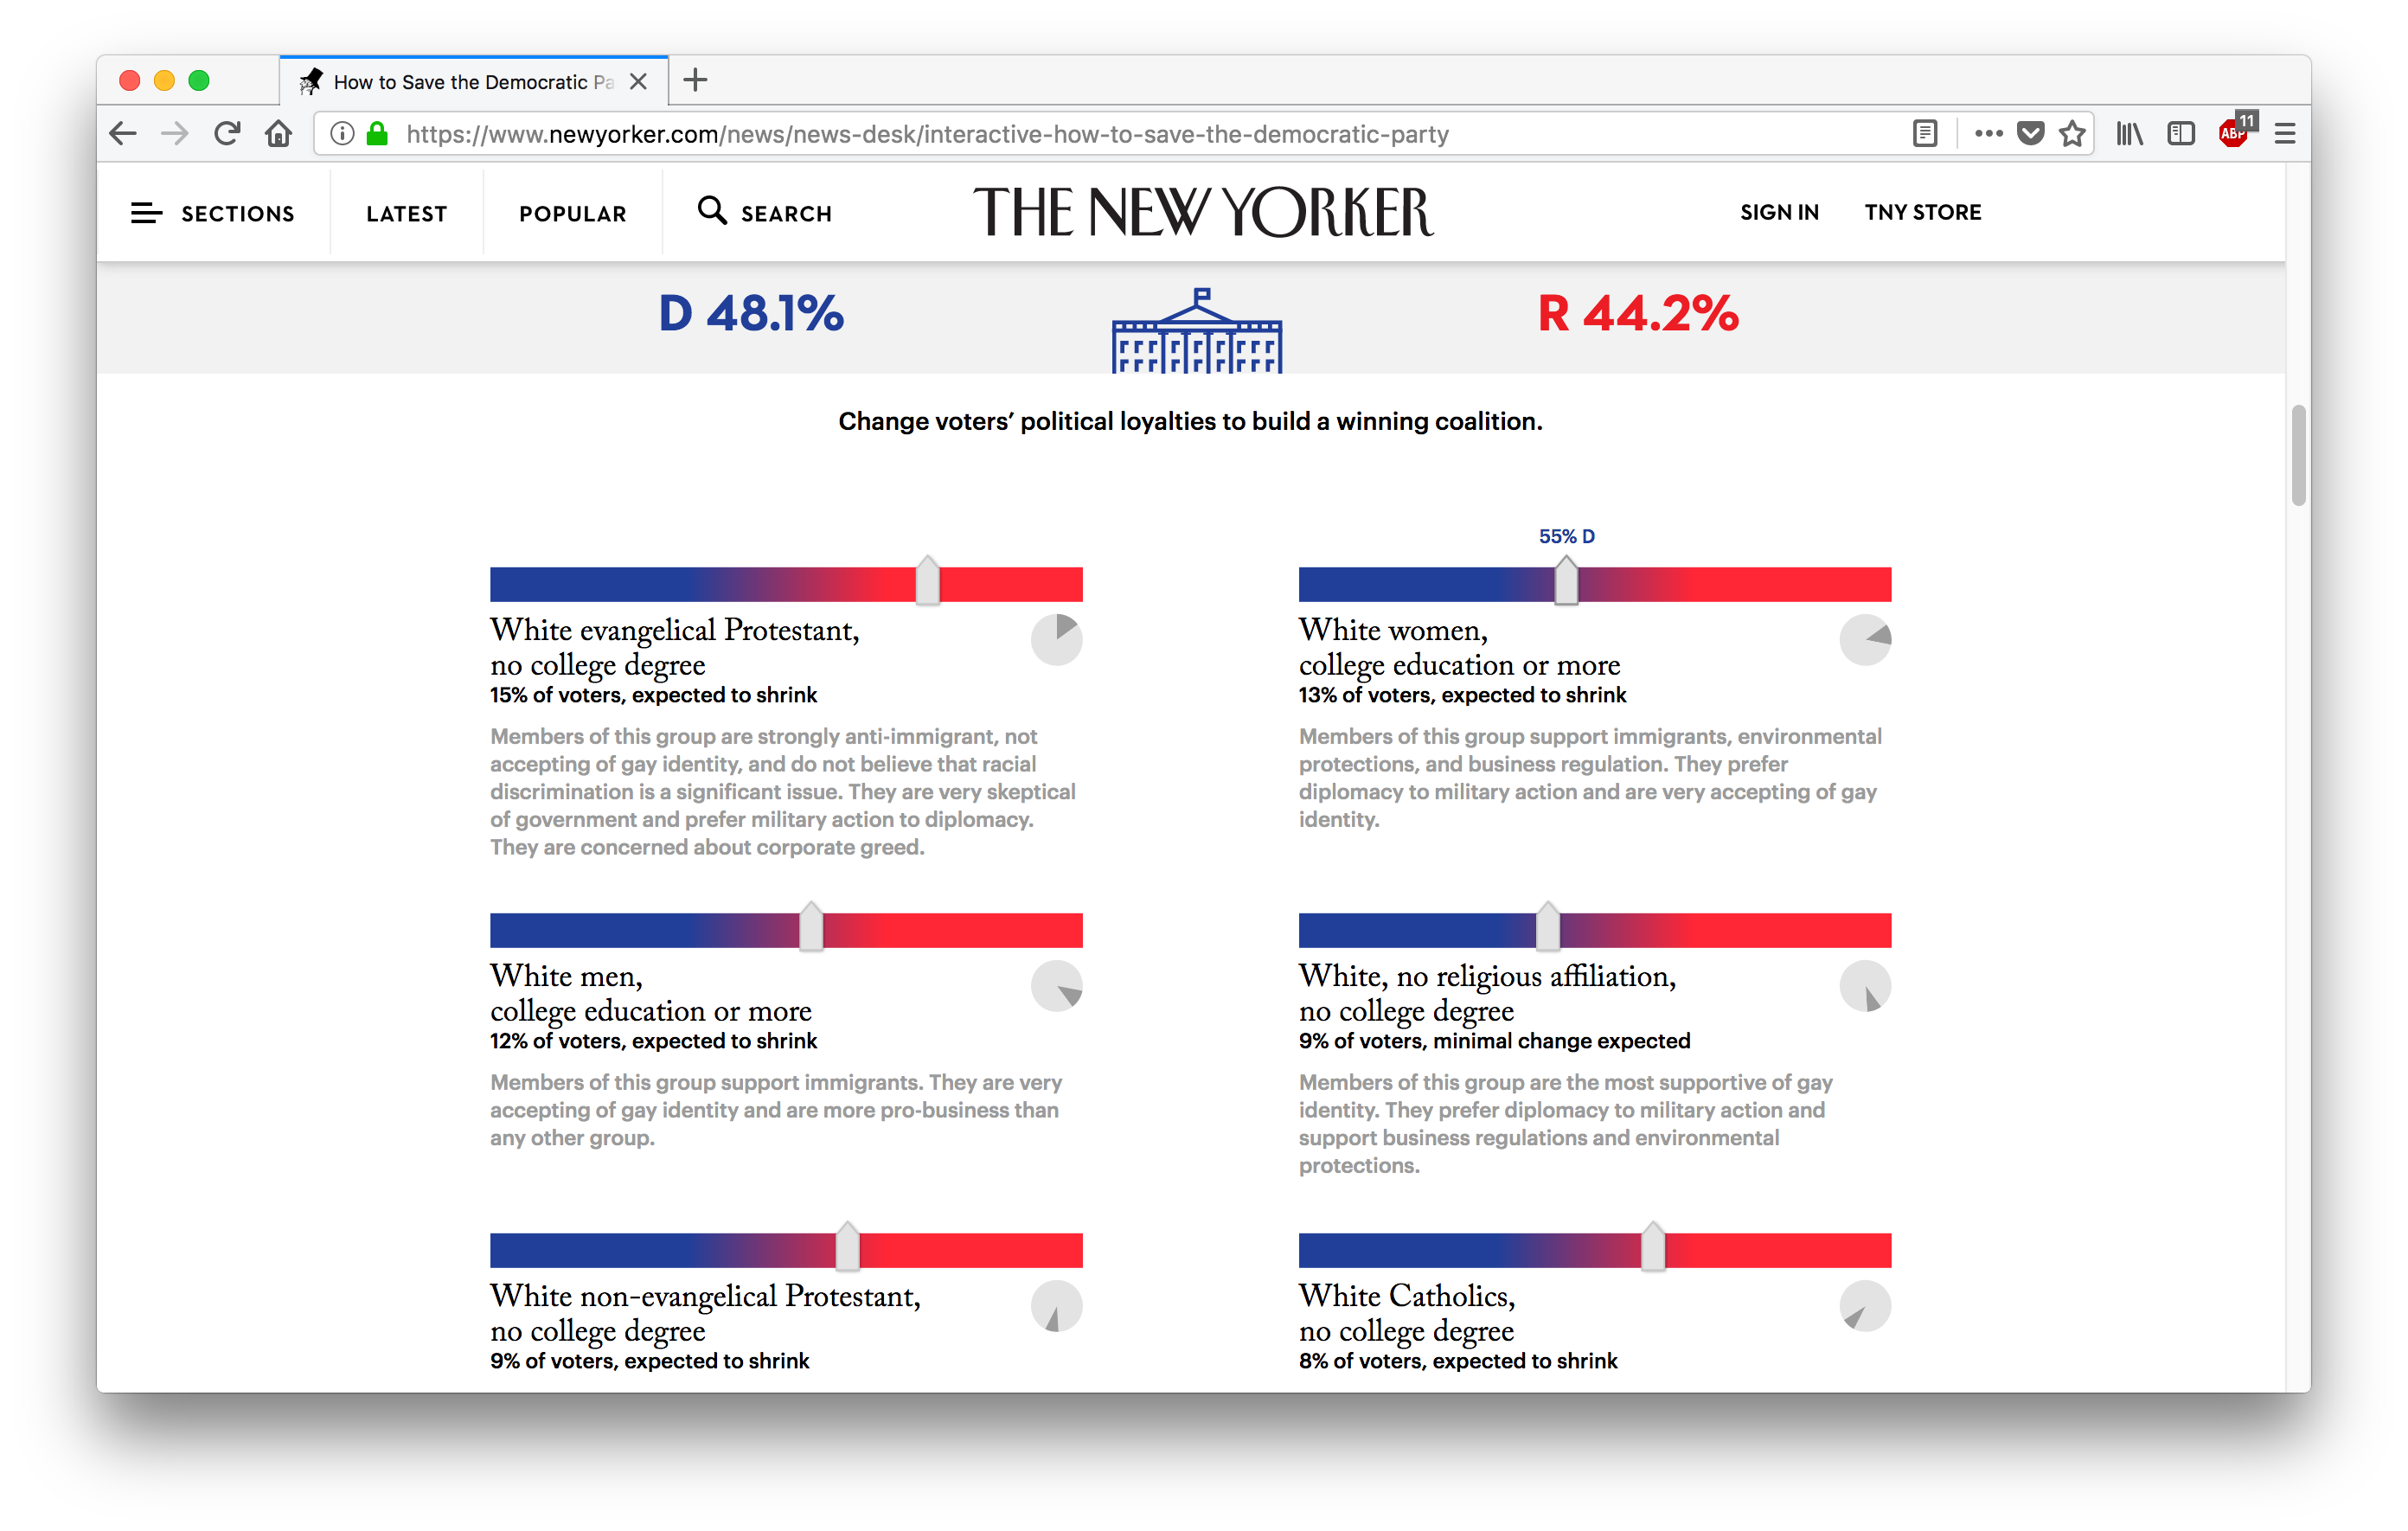 How to Save the Democratic Pa
https://www.newyorker.com/news/news-desk/interactive-how-to-save-the-democratic-party
ABP
11
SECTIONS
LATEST
POPULAR
SEARCH
THE NEW YORKER
SIGN IN
TNY STORE
D 48.1%
R 44.2%
Change voters’ political loyalties to build a winning coalition.
White evangelical Protestant,
no college degree
15% of voters, expected to shrink
Members of this group are strongly anti-immigrant, not
accepting of gay identity, and do not believe that racial
discrimination is a significant issue. They are very skeptical
of government and prefer military action to diplomacy.
They are concerned about corporate greed.
55% D
White women,
college education or more
13% of voters, expected to shrink
Members of this group support immigrants, environmental
protections, and business regulation. They prefer
diplomacy to military action and are very accepting of gay
identity.
White men,
college education or more
12% of voters, expected to shrink
Members of this group support immigrants. They are very
accepting of gay identity and are more pro-business than
any other group.
White, no religious affiliation,
no college degree
9% of voters, minimal change expected
Members of this group are the most supportive of gay
identity. They prefer diplomacy to military action and
support business regulations and environmental
protections.
White non-evangelical Protestant,
no college degree
9% of voters, expected to shrink
White Catholics,
no college degree
8% of voters, expected to shrink